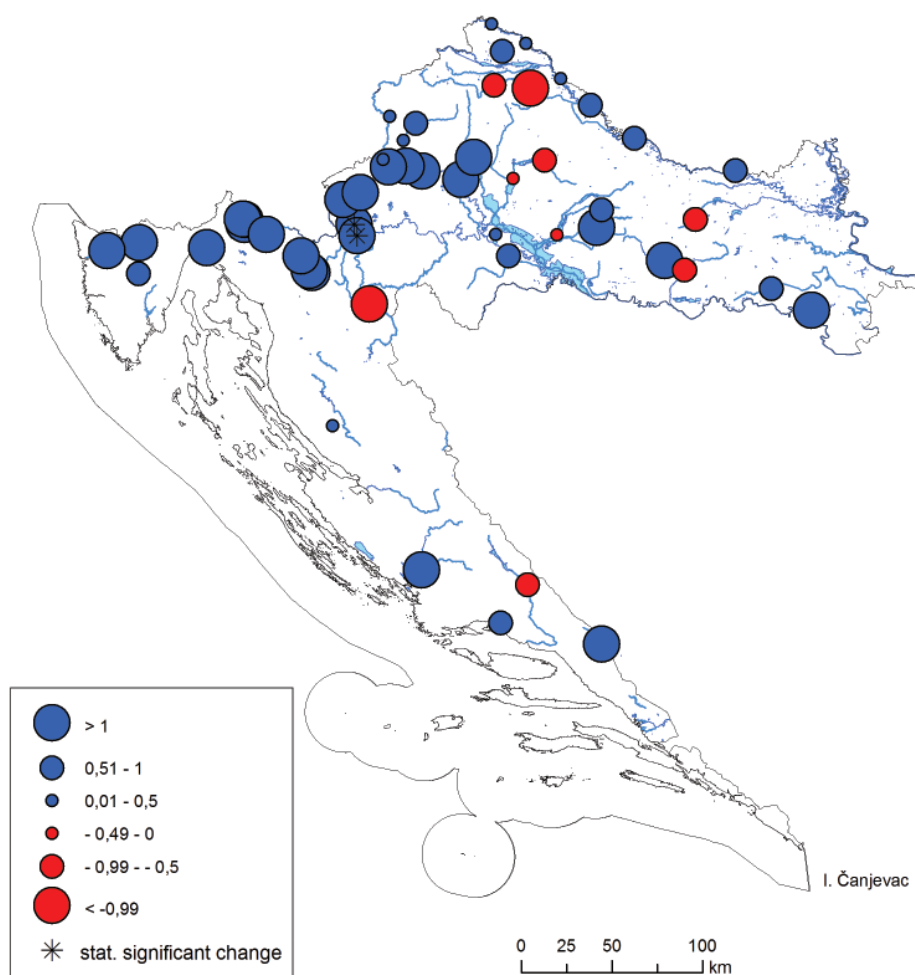 > 1
0,51 - 1
0,01 - 0,5
- 0,49 - 0
- 0,99 - - 0,5
< -0,99
stat. significant change
I. Čanjevac
0 25 50 100
km